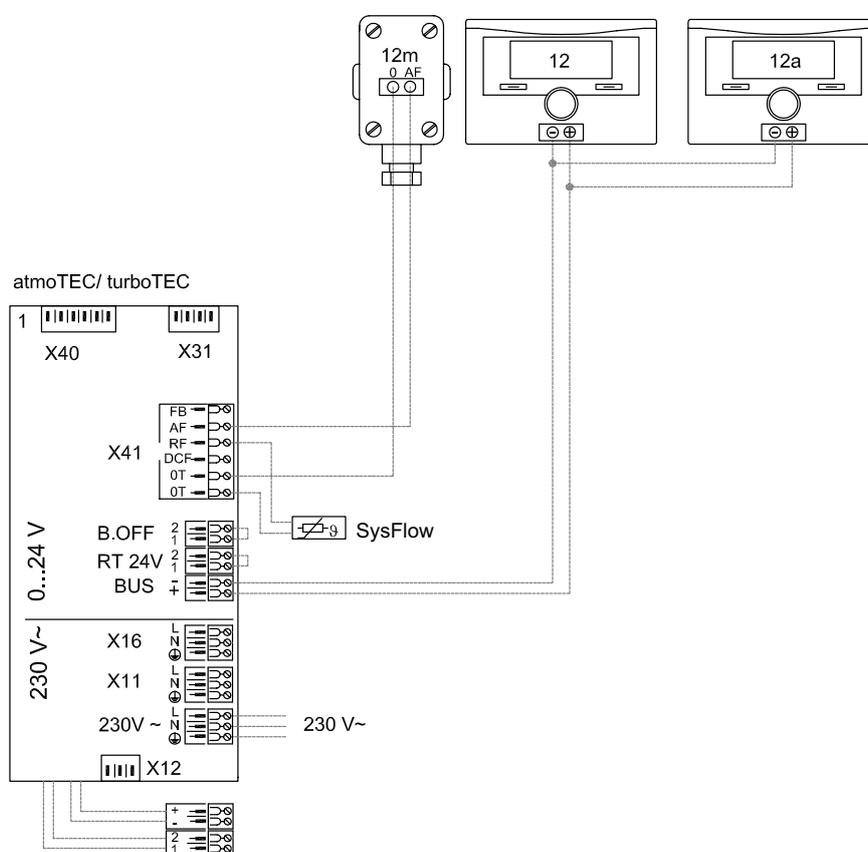 12m
0 AF
12
12a
- +
- +
atmoTEC/ turboTEC
1
X40
X31
X41
FB
AF
RF
DCF
0T
0T
SysFlow
ϑ
0...24 V
B.OFF
2
1
RT 24V
2
1
BUS
-
+
230 V~
X16
L
N
X11
L
N
230V ~
L
N
230 V~
X12
+
-
2
1